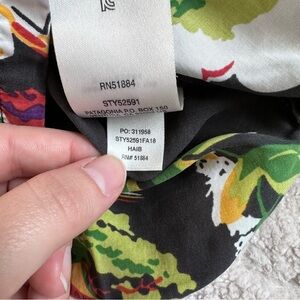 RN51884
STY52591
PATAGONIA P.O. BOX 150
PO: 311958
STY52591FA18
HAIB
RN# 51884